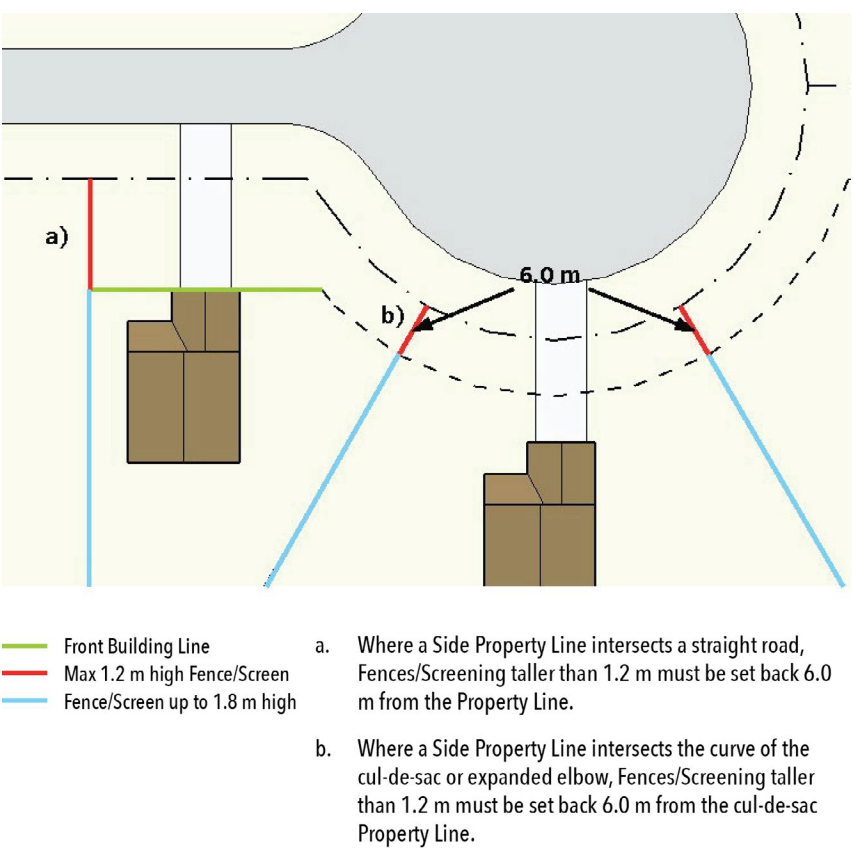 a)
6.0 m
b)
Front Building Line
Max 1.2 m high Fence/Screen
Fence/Screen up to 1.8 m high
a. Where a Side Property Line intersects a straight road,
Fences/Screening taller than 1.2 m must be set back 6.0
m from the Property Line.
b. Where a Side Property Line intersects the curve of the
cul-de-sac or expanded elbow, Fences/Screening taller
than 1.2 m must be set back 6.0 m from the cul-de-sac
Property Line.